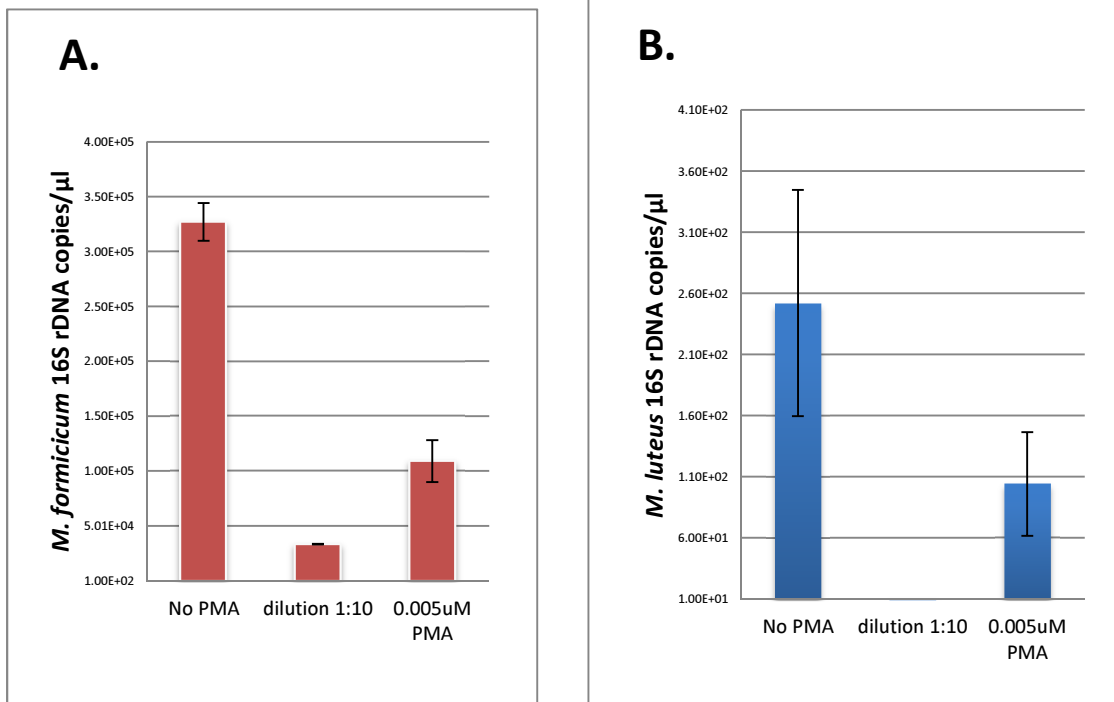 A.
M. formicicum 16S rDNA copies/µl
4.00E+05
3.50E+05
3.00E+05
2.50E+05
2.00E+05
1.50E+05
1.00E+05
5.01E+04
1.00E+02
No PMA
dilution 1:10
0.005uM
PMA
B.
M. luteus 16S rDNA copies/µl
4.10E+02
3.60E+02
3.10E+02
2.60E+02
2.10E+02
1.60E+02
1.10E+02
6.00E+01
1.00E+01
No PMA
dilution 1:10
0.005uM
PMA